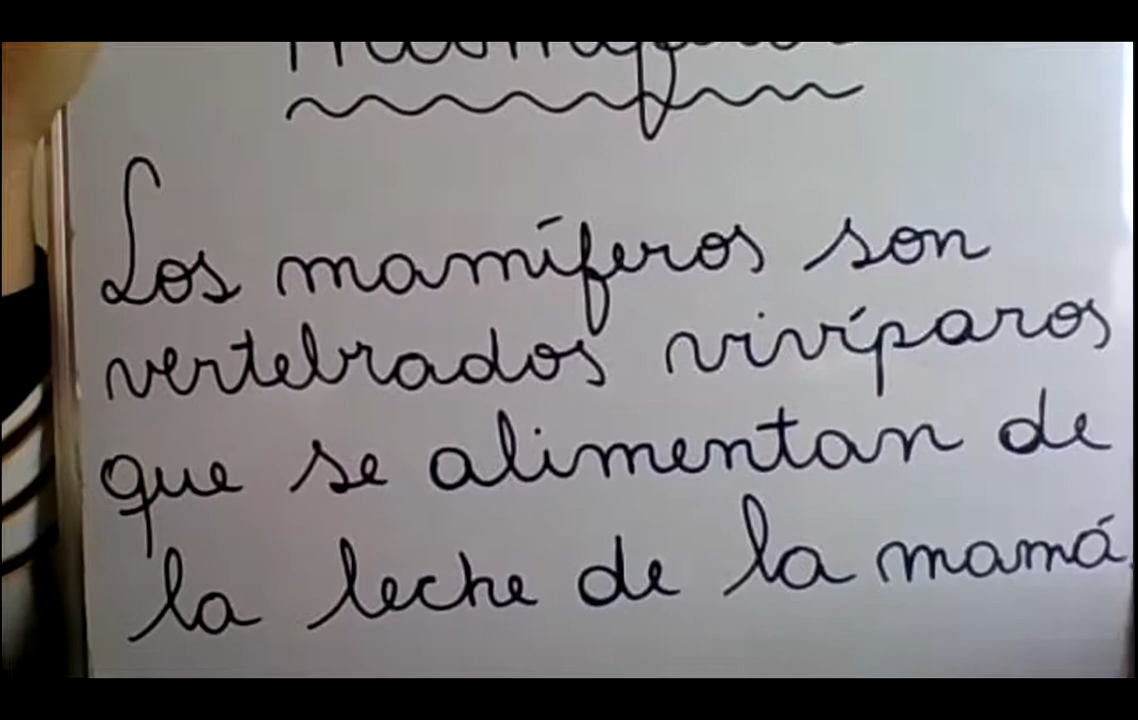 Los mamíferos son
vertebrados vivíparos
que se alimentan de
la leche de la mamá.